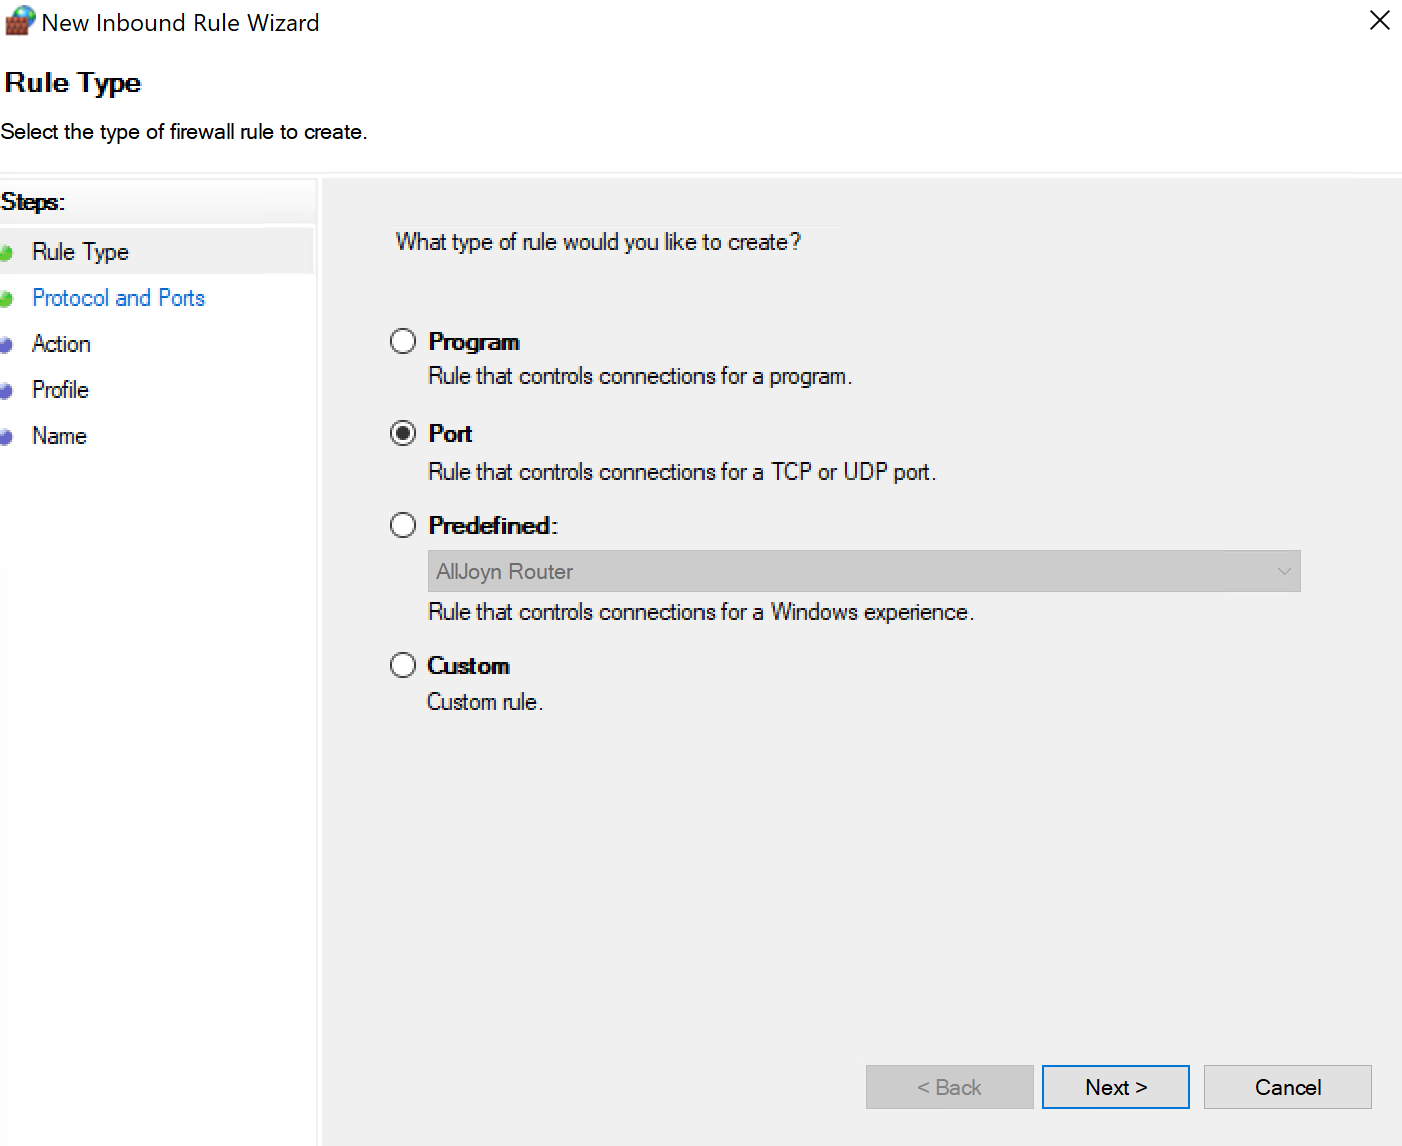 New Inbound Rule Wizard
Rule Type
Select the type of firewall rule to create.
Steps:
Rule Type
Protocol and Ports
Action
Profile
Name
What type of rule would you like to create?
Program
Rule that controls connections for a program.
Port
Rule that controls connections for a TCP or UDP port.
Predefined:
AllJoyn Router
Rule that controls connections for a Windows experience.
Custom
Custom rule.
< Back
Next >
Cancel